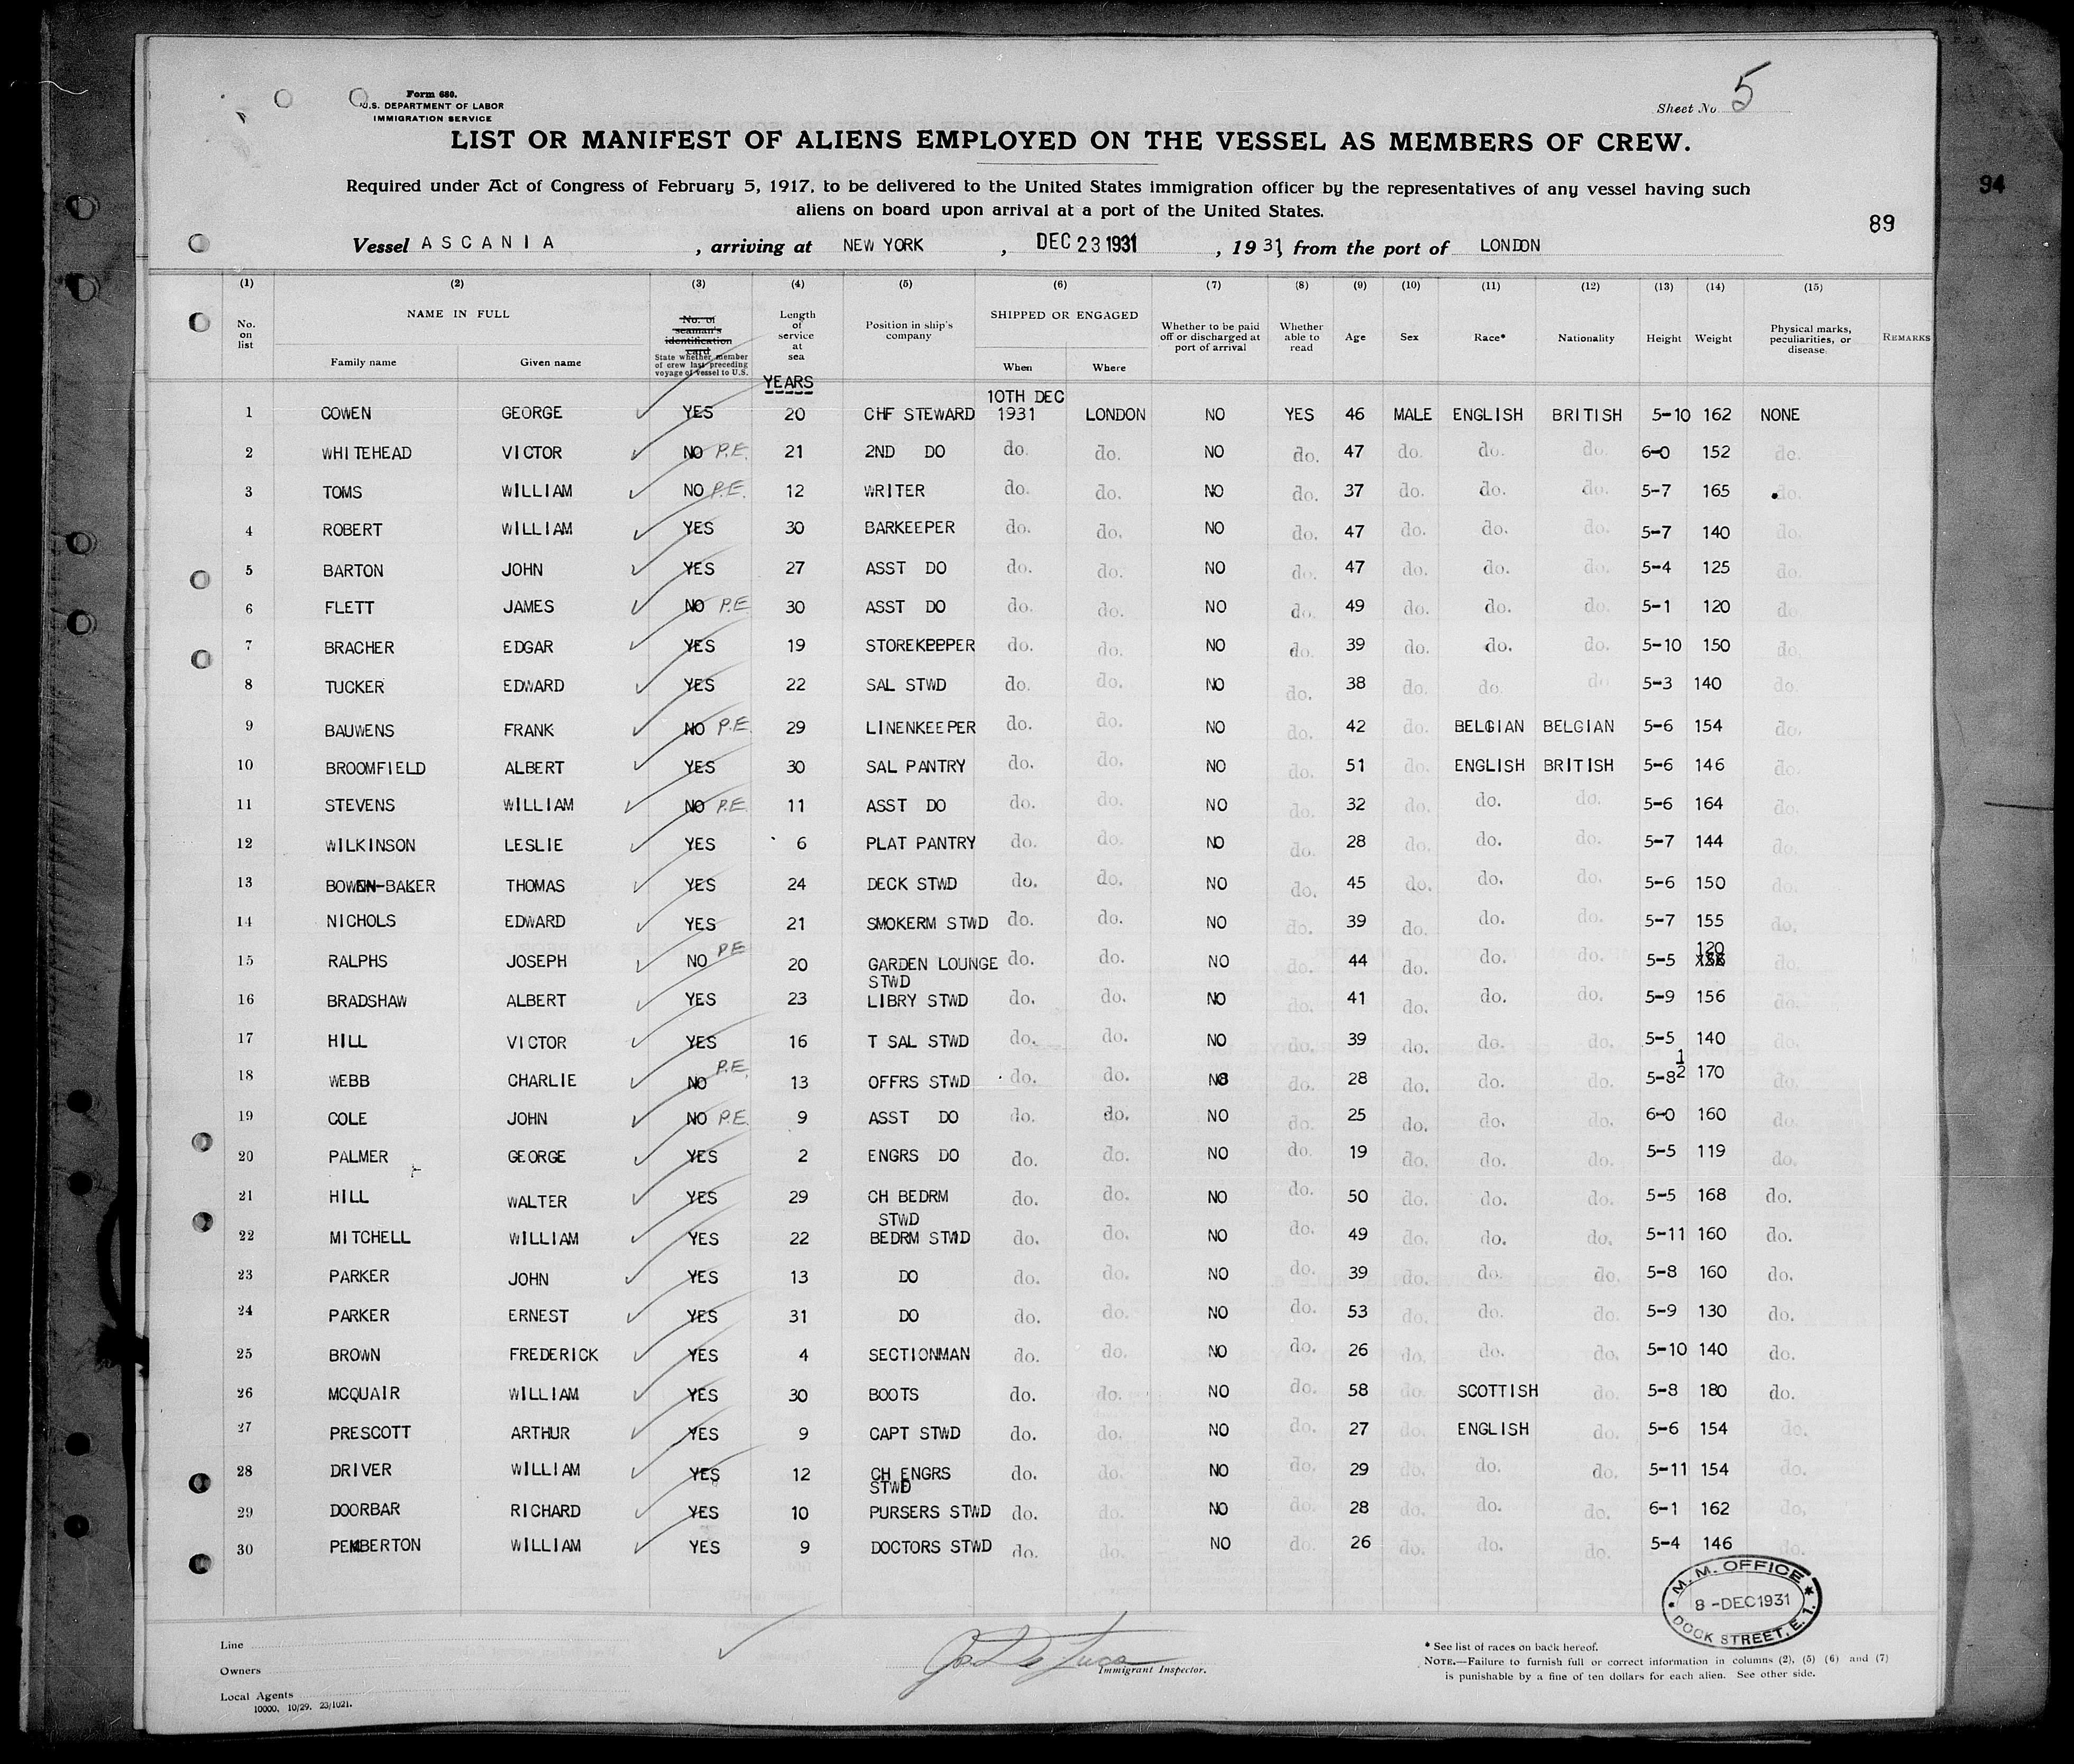 Form 680.
U.S. DEPARTMENT OF LABOR
IMMIGRATION SERVICE
Sheet No. 5
LIST OR MANIFEST OF ALIENS EMPLOYED ON THE VESSEL AS MEMBERS OF CREW.
Required under Act of Congress of February 5, 1917, to be delivered to the United States immigration officer by the representatives of any vessel having such
aliens on board upon arrival at a port of the United States.
94
89
Vessel ASCANIA, arriving at NEW YORK, DEC 23 1931, 1931, from the port of LONDON
(1) (2) (3) (4) (5) (6) (7) (8) (9) (10) (11) (12) (13) (14) (15)
No. on list NAME IN FULL Family name Given name No. of seaman's identification card State whether member of crew last preceding voyage of vessel to U.S. Length of service at sea Position in ship's company SHIPPED OR ENGAGED When Where Whether to be paid off or discharged at port of arrival Whether able to read Age Sex Race* Nationality Height Weight Physical marks, peculiarities, or disease REMARKS
YEARS
10TH DEC
1 COWEN GEORGE YES 20 CHF STEWARD 1931 LONDON NO YES 46 MALE ENGLISH BRITISH 5-10 162 NONE
2 WHITEHEAD VICTOR NO P.E. 21 2ND DO do. do. NO do. 47 do. do. do. 6-0 152 do.
3 TOMS WILLIAM NO P.E. 12 WRITER do. do. NO do. 37 do. do. do. 5-7 165 do.
4 ROBERT WILLIAM YES 30 BARKEEPER do. do. NO do. 47 do. do. do. 5-7 140 do.
5 BARTON JOHN YES 27 ASST DO do. do. NO do. 47 do. do. do. 5-4 125 do.
6 FLETT JAMES NO P.E 30 ASST DO do. do. NO do. 49 do. do. do. 5-1 120 do.
7 BRACHER EDGAR YES 19 STOREKEEPER do. do. NO do. 39 do. do. do. 5-10 150 do.
8 TUCKER EDWARD YES 22 SAL STWD do. do. NO do. 38 do. do. do. 5-3 140 do.
9 BAUWENS FRANK NO P.E. 29 LINENKEEPER do. do. NO do. 42 do. BELGIAN BELGIAN 5-6 154 do.
10 BROOMFIELD ALBERT YES 30 SAL PANTRY do. do. NO do. 51 do. ENGLISH BRITISH 5-6 146 do.
11 STEVENS WILLIAM NO P.E. 11 ASST DO do. do. NO do. 32 do. do. do. 5-6 164 do.
12 WILKINSON LESLIE YES 6 PLAT PANTRY do. do. NO do. 28 do. do. do. 5-7 144 do.
13 BOWEN-BAKER THOMAS YES 24 DECK STWD do. do. NO do. 45 do. do. do. 5-6 150 do.
14 NICHOLS EDWARD YES 21 SMOKERM STWD do. do. NO do. 39 do. do. do. 5-7 155 do.
15 RALPHS JOSEPH NO P.E 20 GARDEN LOUNGE STWD do. do. NO do. 44 do. do. do. 5-5 120 do.
16 BRADSHAW ALBERT YES 23 LIBRY STWD do. do. NO do. 41 do. do. do. 5-9 156 do.
17 HILL VICTOR YES 16 T SAL STWD do. do. NO do. 39 do. do. do. 5-5 140 do.
18 WEBB CHARLIE NO P.E. 13 OFFRS STWD do. do. NO do. 28 do. do. do. 5-8 1/2 170 do.
19 COLE JOHN NO P.E. 9 ASST DO do. do. NO do. 25 do. do. do. 6-0 160 do.
20 PALMER GEORGE YES 2 ENGRS DO do. do. NO do. 19 do. do. do. 5-5 119 do.
21 HILL WALTER YES 29 CH BEDRM STWD do. do. NO do. 50 do. do. do. 5-5 168 do.
22 MITCHELL WILLIAM YES 22 BEDRM STWD do. do. NO do. 49 do. do. do. 5-11 160 do.
23 PARKER JOHN YES 13 DO do. do. NO do. 39 do. do. do. 5-8 160 do.
24 PARKER ERNEST YES 31 DO do. do. NO do. 53 do. do. do. 5-9 130 do.
25 BROWN FREDERICK YES 4 SECTIONMAN do. do. NO do. 26 do. do. do. 5-10 140 do.
26 MCQUAIR WILLIAM YES 30 BOOTS do. do. NO do. 58 do. SCOTTISH do. 5-8 180 do.
27 PRESCOTT ARTHUR YES 9 CAPT STWD do. do. NO do. 27 do. ENGLISH do. 5-6 154 do.
28 DRIVER WILLIAM YES 12 CH ENGRS STWD do. do. NO do. 29 do. do. do. 5-11 154 do.
29 DOORBAR RICHARD YES 10 PURSERS STWD do. do. NO do. 28 do. do. do. 6-1 162 do.
30 PEMBERTON WILLIAM YES 9 DOCTORS STWD do. do. NO do. 26 do. do. do. 5-4 146 do.
M. M. OFFICE
8 -DEC 1931
DOCK STREET, E. 1.
Line
Owners
Local Agents
10000. 10/29. 23/1021.
Immigrant Inspector.
* See list of races on back hereof.
NOTE.—Failure to furnish full or correct information in columns (2), (5) (6) and (7)
is punishable by a fine of ten dollars for each alien. See other side.